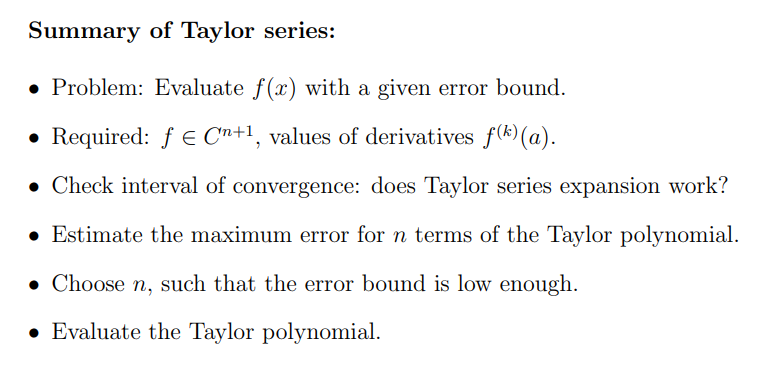 Summary of Taylor series:
• Problem: Evaluate f(x) with a given error bound.
• Required: f ∈ Cⁿ⁺¹, values of derivatives f⁽ᵏ⁾(a).
• Check interval of convergence: does Taylor series expansion work?
• Estimate the maximum error for n terms of the Taylor polynomial.
• Choose n, such that the error bound is low enough.
• Evaluate the Taylor polynomial.